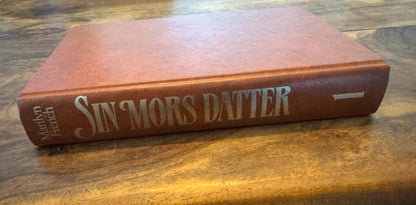 Marilyn
French
SIN MORS DATTER
1